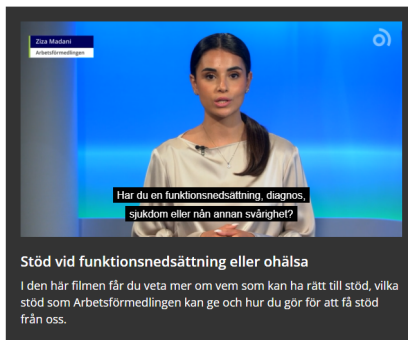 Ziza Madani
Arbetsförmedlingen
Har du en funktionsnedsättning, diagnos,
sjukdom eller nån annan svårighet?
Stöd vid funktionsnedsättning eller ohälsa
I den här filmen får du veta mer om vem som kan ha rätt till stöd, vilka
stöd som Arbetsförmedlingen kan ge och hur du gör för att få stöd
från oss.